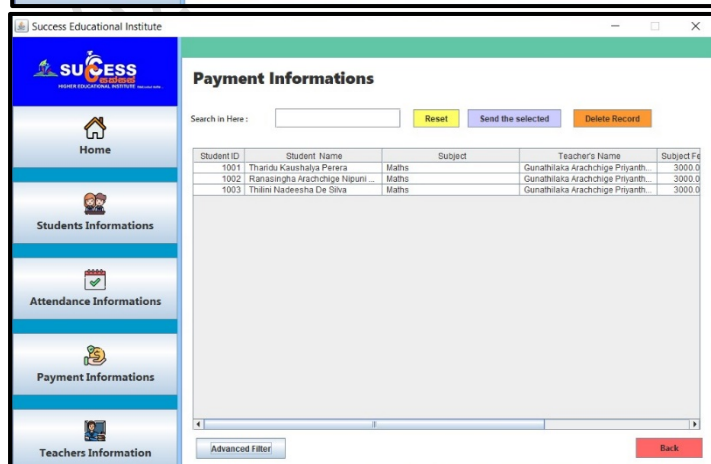 Success Educational Institute
SUCCESS
සක්සස්
HIGHER EDUCATIONAL INSTITUTE
Home
Students Informations
Attendance Informations
Payment Informations
Teachers Information
Payment Informations
Search in Here :
Reset
Send the selected
Delete Record
Student ID Student Name Subject Teacher's Name Subject Fe
1001 Tharidu Kaushalya Perera Maths Gunathilaka Arachchige Priyanth... 3000.0
1002 Ranasingha Arachchige Nipuni ... Maths Gunathilaka Arachchige Priyanth... 3000.0
1003 Thilini Nadeesha De Silva Maths Gunathilaka Arachchige Priyanth... 3000.0
Advanced Filter
Back